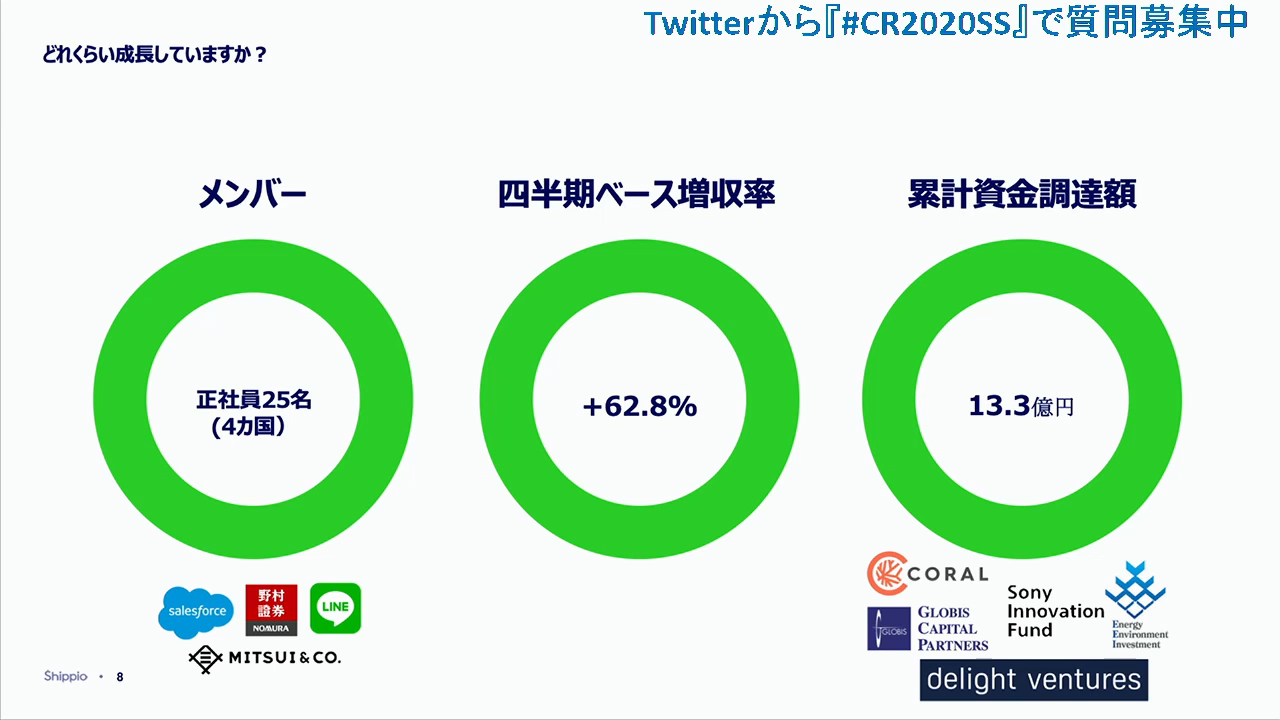 Twitterから『#CR2020SS』で質問募集中
どれくらい成長していますか？
メンバー
四半期ベース増収率
累計資金調達額
正社員25名
(4カ国）
+62.8%
13.3億円
salesforce
野村
證券
NOMURA
LINE
MITSUI & CO.
CORAL
GLOBIS
GLOBIS
CAPITAL
PARTNERS
Sony
Innovation
Fund
Energy
Environment
Investment
delight ventures
Shippio • 8